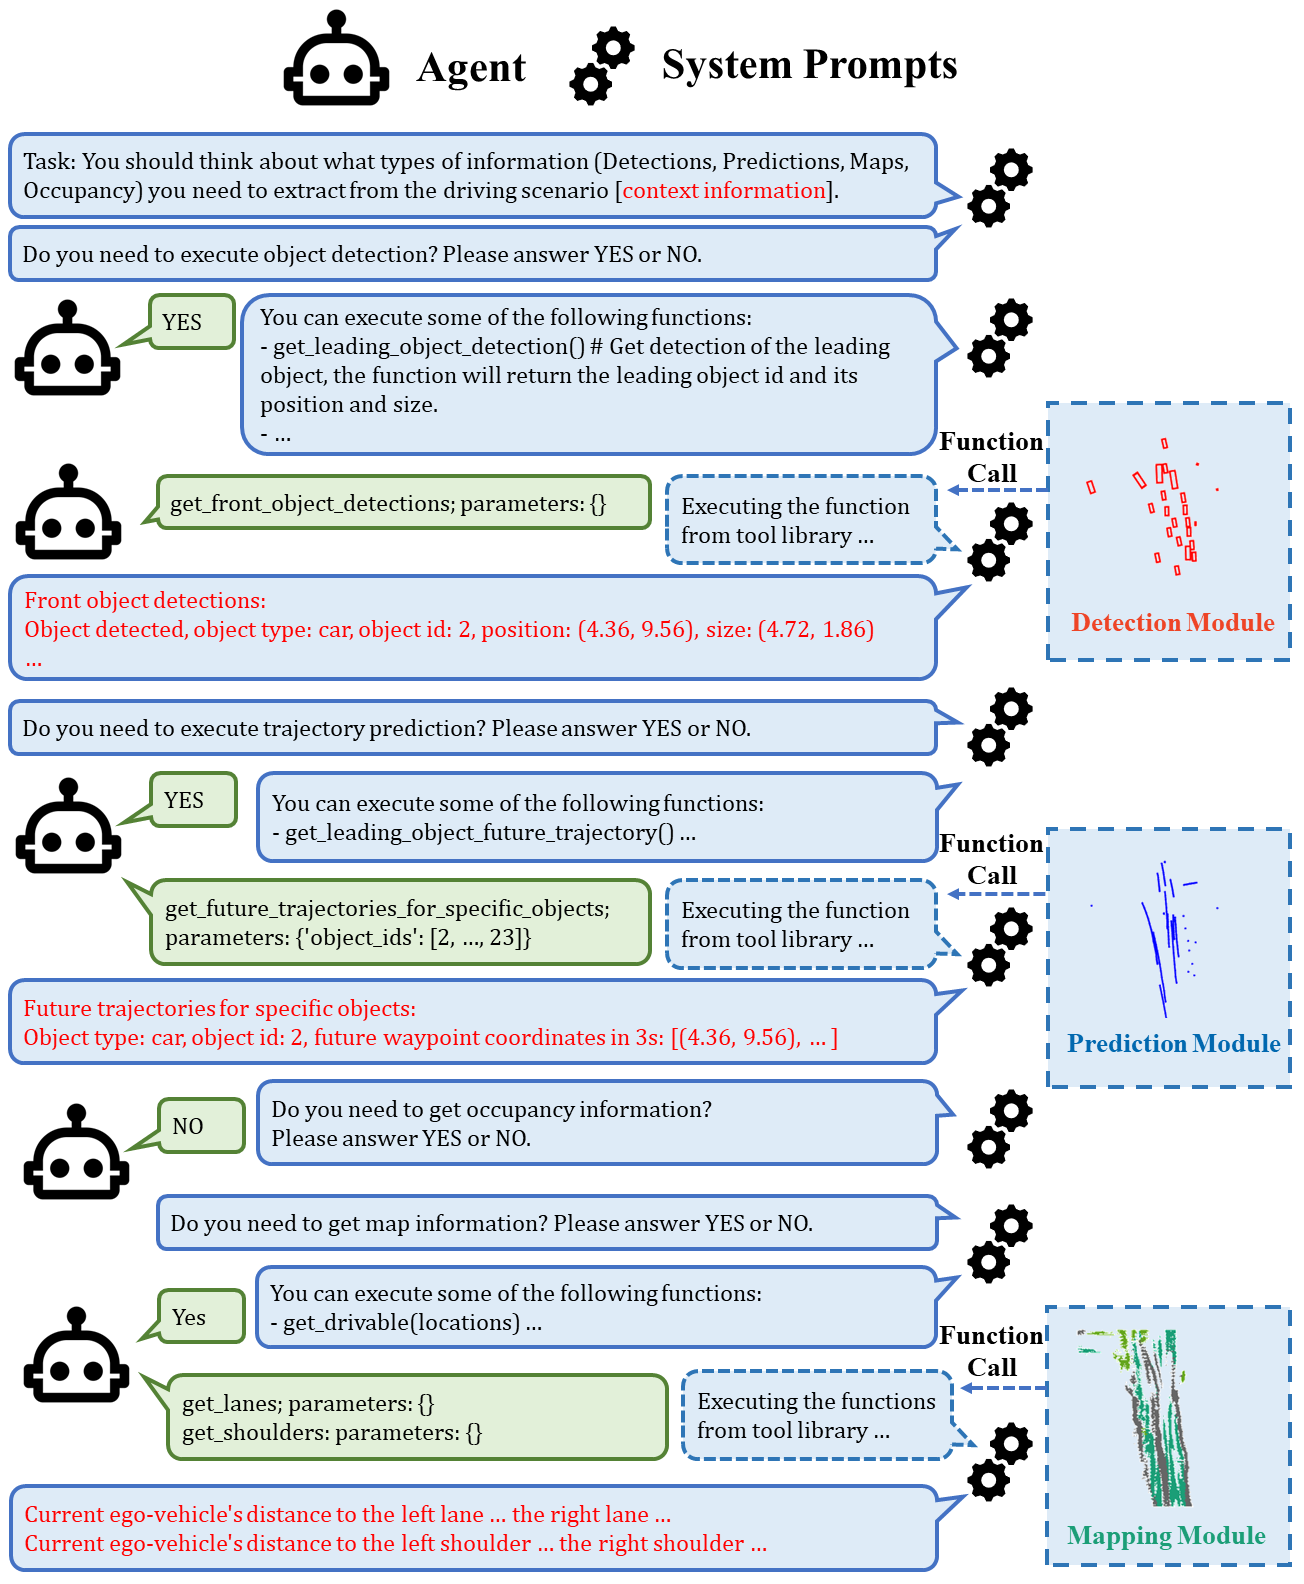 Agent
System Prompts
Task: You should think about what types of information (Detections, Predictions, Maps,
Occupancy) you need to extract from the driving scenario [context information].
Do you need to execute object detection? Please answer YES or NO.
YES
You can execute some of the following functions:
- get_leading_object_detection() # Get detection of the leading
object, the function will return the leading object id and its
position and size.
- ...
Function
Call
get_front_object_detections; parameters: {}
Executing the function
from tool library ...
Detection Module
Front object detections:
Object detected, object type: car, object id: 2, position: (4.36, 9.56), size: (4.72, 1.86)
...
Do you need to execute trajectory prediction? Please answer YES or NO.
YES
You can execute some of the following functions:
- get_leading_object_future_trajectory() ...
Function
Call
get_future_trajectories_for_specific_objects;
parameters: {'object_ids': [2, ..., 23]}
Executing the function
from tool library ...
Prediction Module
Future trajectories for specific objects:
Object type: car, object id: 2, future waypoint coordinates in 3s: [(4.36, 9.56), ... ]
NO
Do you need to get occupancy information?
Please answer YES or NO.
Do you need to get map information? Please answer YES or NO.
Yes
You can execute some of the following functions:
- get_drivable(locations) ...
Function
Call
get_lanes; parameters: {}
get_shoulders: parameters: {}
Executing the functions
from tool library ...
Mapping Module
Current ego-vehicle's distance to the left lane ... the right lane ...
Current ego-vehicle's distance to the left shoulder ... the right shoulder ...